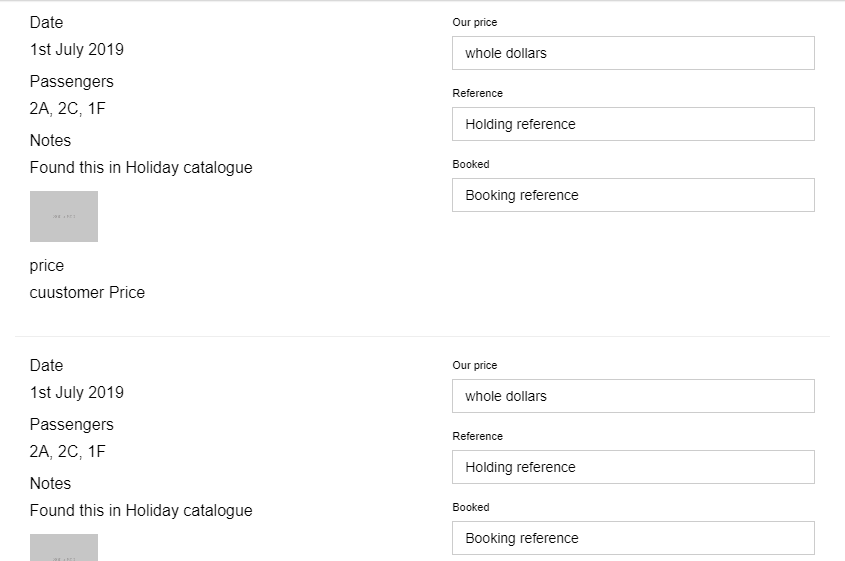 Date
1st July 2019
Passengers
2A, 2C, 1F
Notes
Found this in Holiday catalogue
price
cuustomer Price
Our price
whole dollars
Reference
Holding reference
Booked
Booking reference
Date
1st July 2019
Passengers
2A, 2C, 1F
Notes
Found this in Holiday catalogue
Our price
whole dollars
Reference
Holding reference
Booked
Booking reference